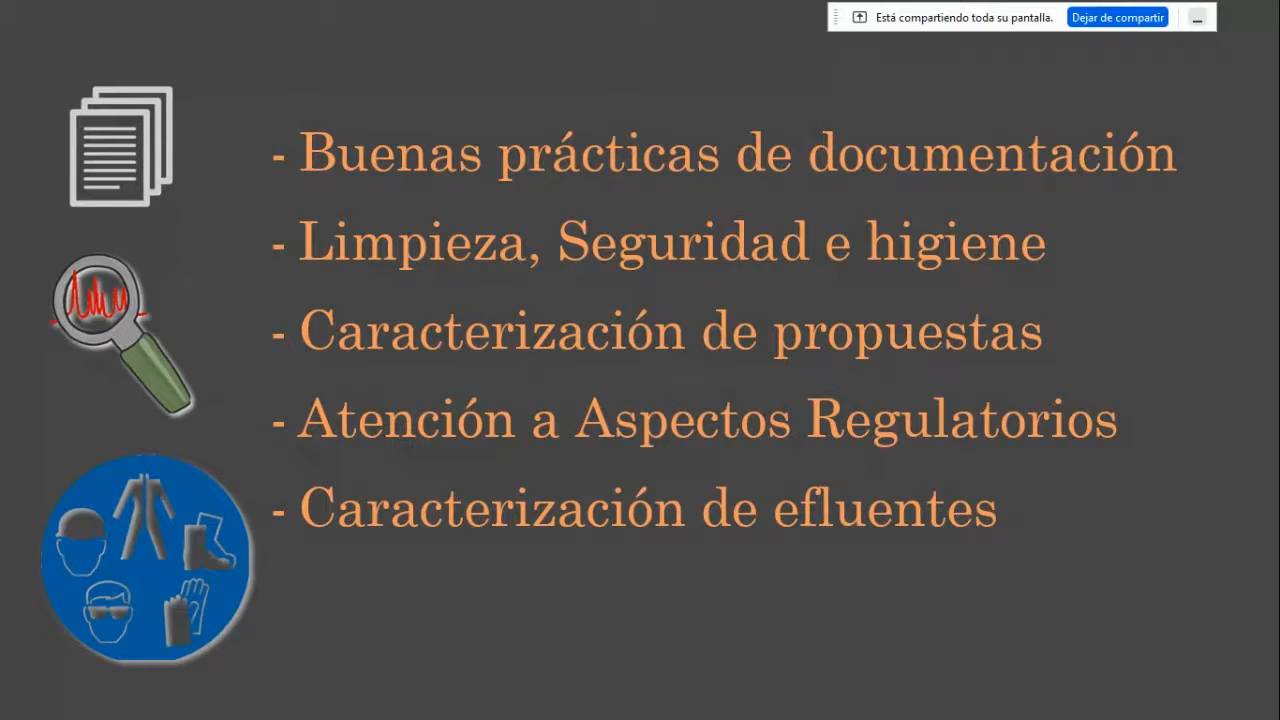 Está compartiendo toda su pantalla. Dejar de compartir
- Buenas prácticas de documentación
- Limpieza, Seguridad e higiene
- Caracterización de propuestas
- Atención a Aspectos Regulatorios
- Caracterización de efluentes